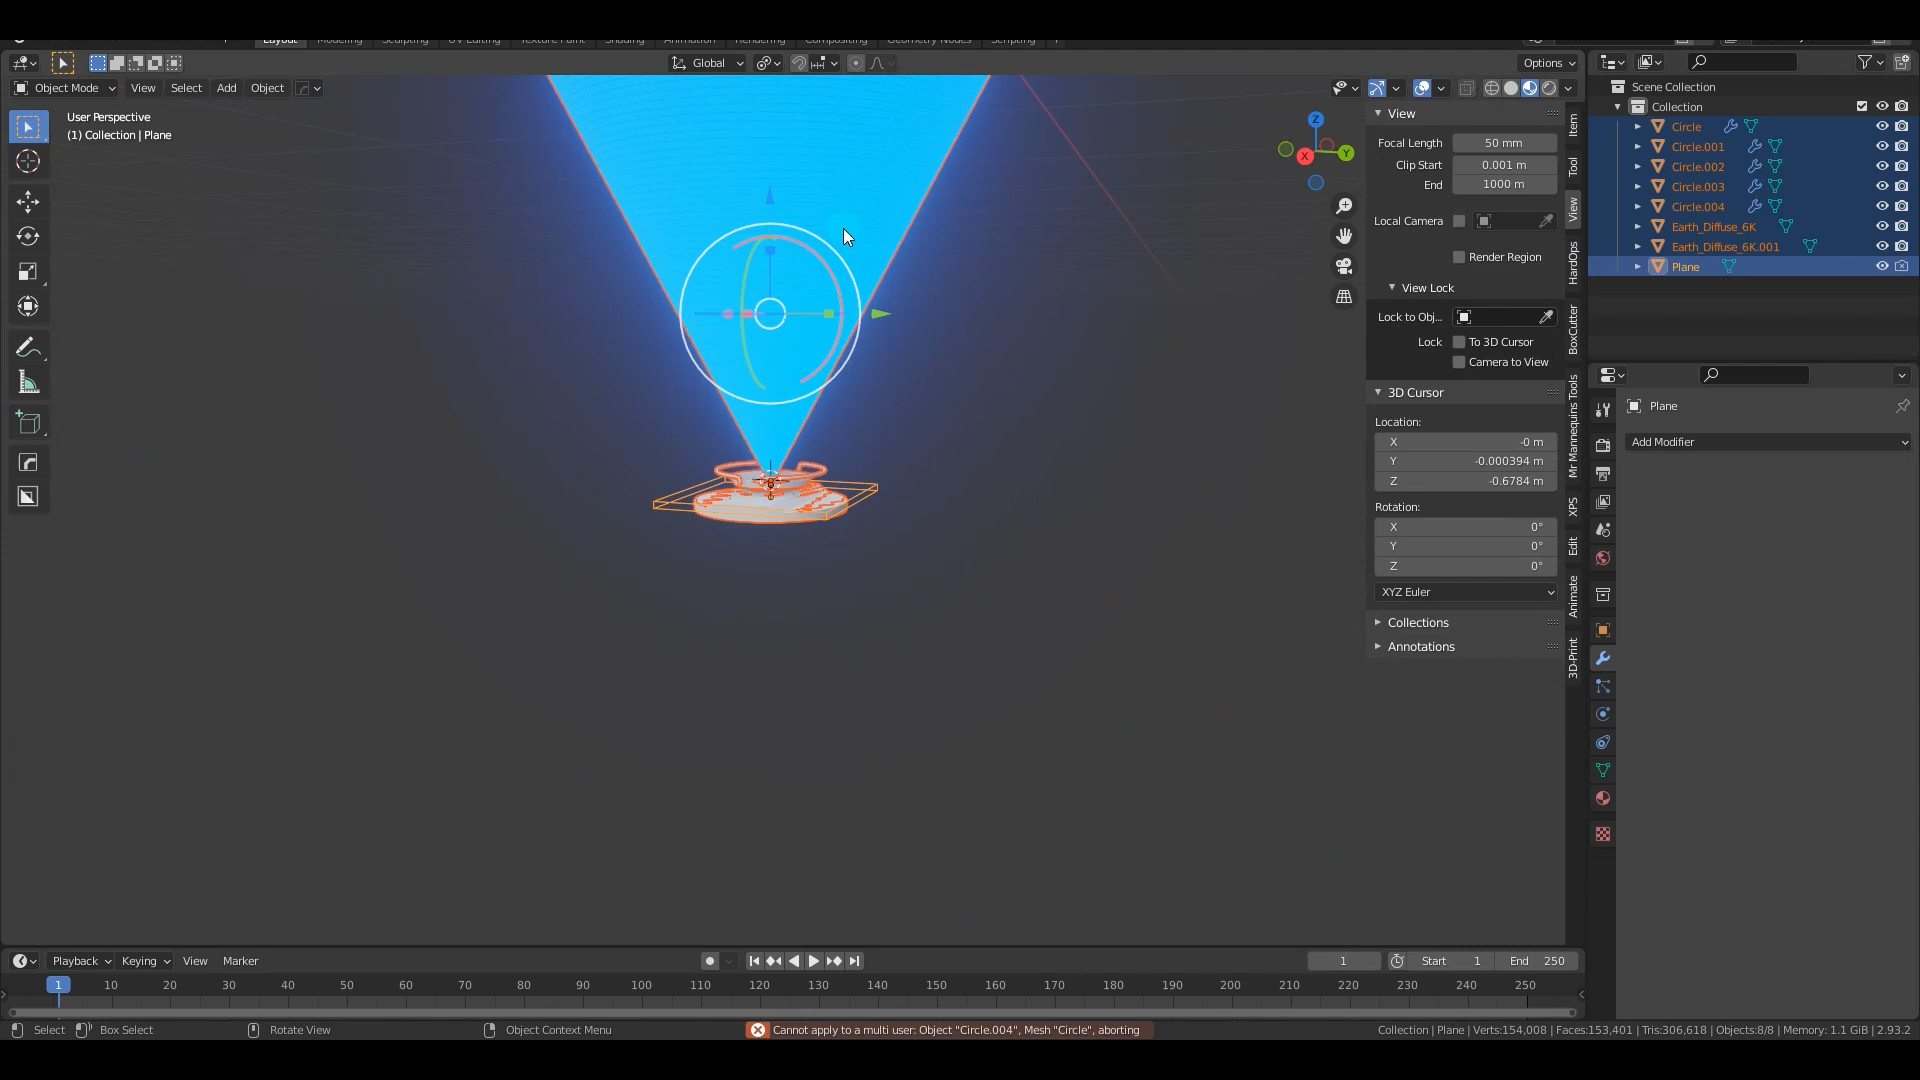 Layout Modeling Sculpting UV Editing Texture Paint Shading Animation Rendering Compositing Geometry Nodes Scripting +
Global
Options
Object Mode View Select Add Object
User Perspective
(1) Collection | Plane
Z
Y
X
View
Focal Length 50 mm
Clip Start 0.001 m
End 1000 m
Local Camera
Render Region
View Lock
Lock to Obj...
Lock To 3D Cursor
Camera to View
3D Cursor
Location:
X -0 m
Y -0.000394 m
Z -0.6784 m
Rotation:
X 0°
Y 0°
Z 0°
XYZ Euler
Collections
Annotations
Item
Tool
View
HardOps
BoxCutter
Mr Mannequins Tools
XPS
Edit
Animate
3D-Print
Scene Collection
Collection
Circle
Circle.001
Circle.002
Circle.003
Circle.004
Earth_Diffuse_6K
Earth_Diffuse_6K.001
Plane
Plane
Add Modifier
Playback Keying View Marker
1 Start 1 End 250
1 10 20 30 40 50 60 70 80 90 100 110 120 130 140 150 160 170 180 190 200 210 220 230 240 250
Select Box Select Rotate View Object Context Menu
Cannot apply to a multi user: Object "Circle.004", Mesh "Circle", aborting
Collection | Plane | Verts:154,008 | Faces:153,401 | Tris:306,618 | Objects:8/8 | Memory: 1.1 GiB | 2.93.2